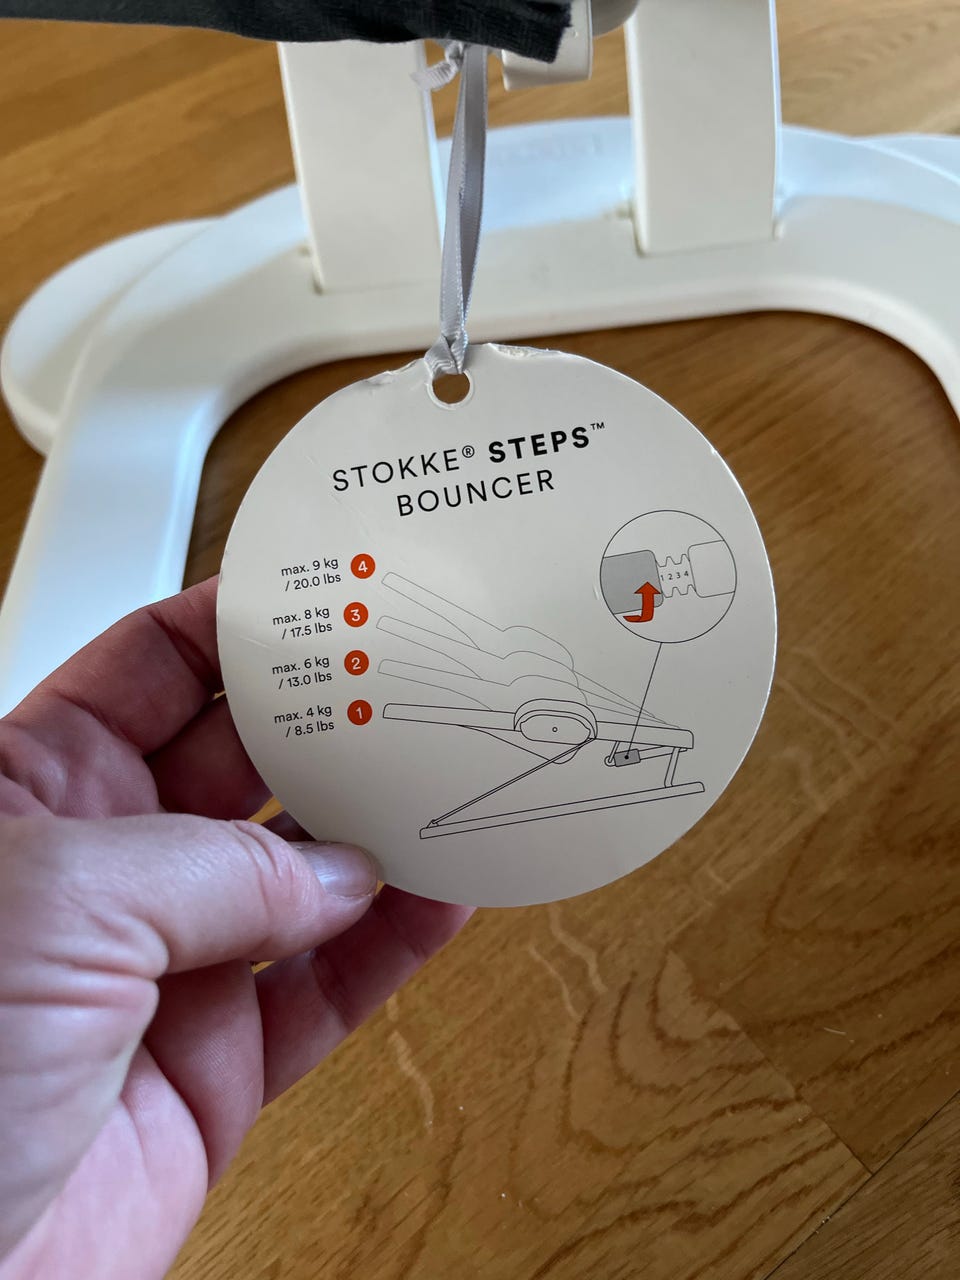 STOKKE® STEPS™
BOUNCER
max. 9 kg
/ 20.0 lbs
4
max. 8 kg
/ 17.5 lbs
3
max. 6 kg
/ 13.0 lbs
2
max. 4 kg
/ 8.5 lbs
1
1 2 3 4